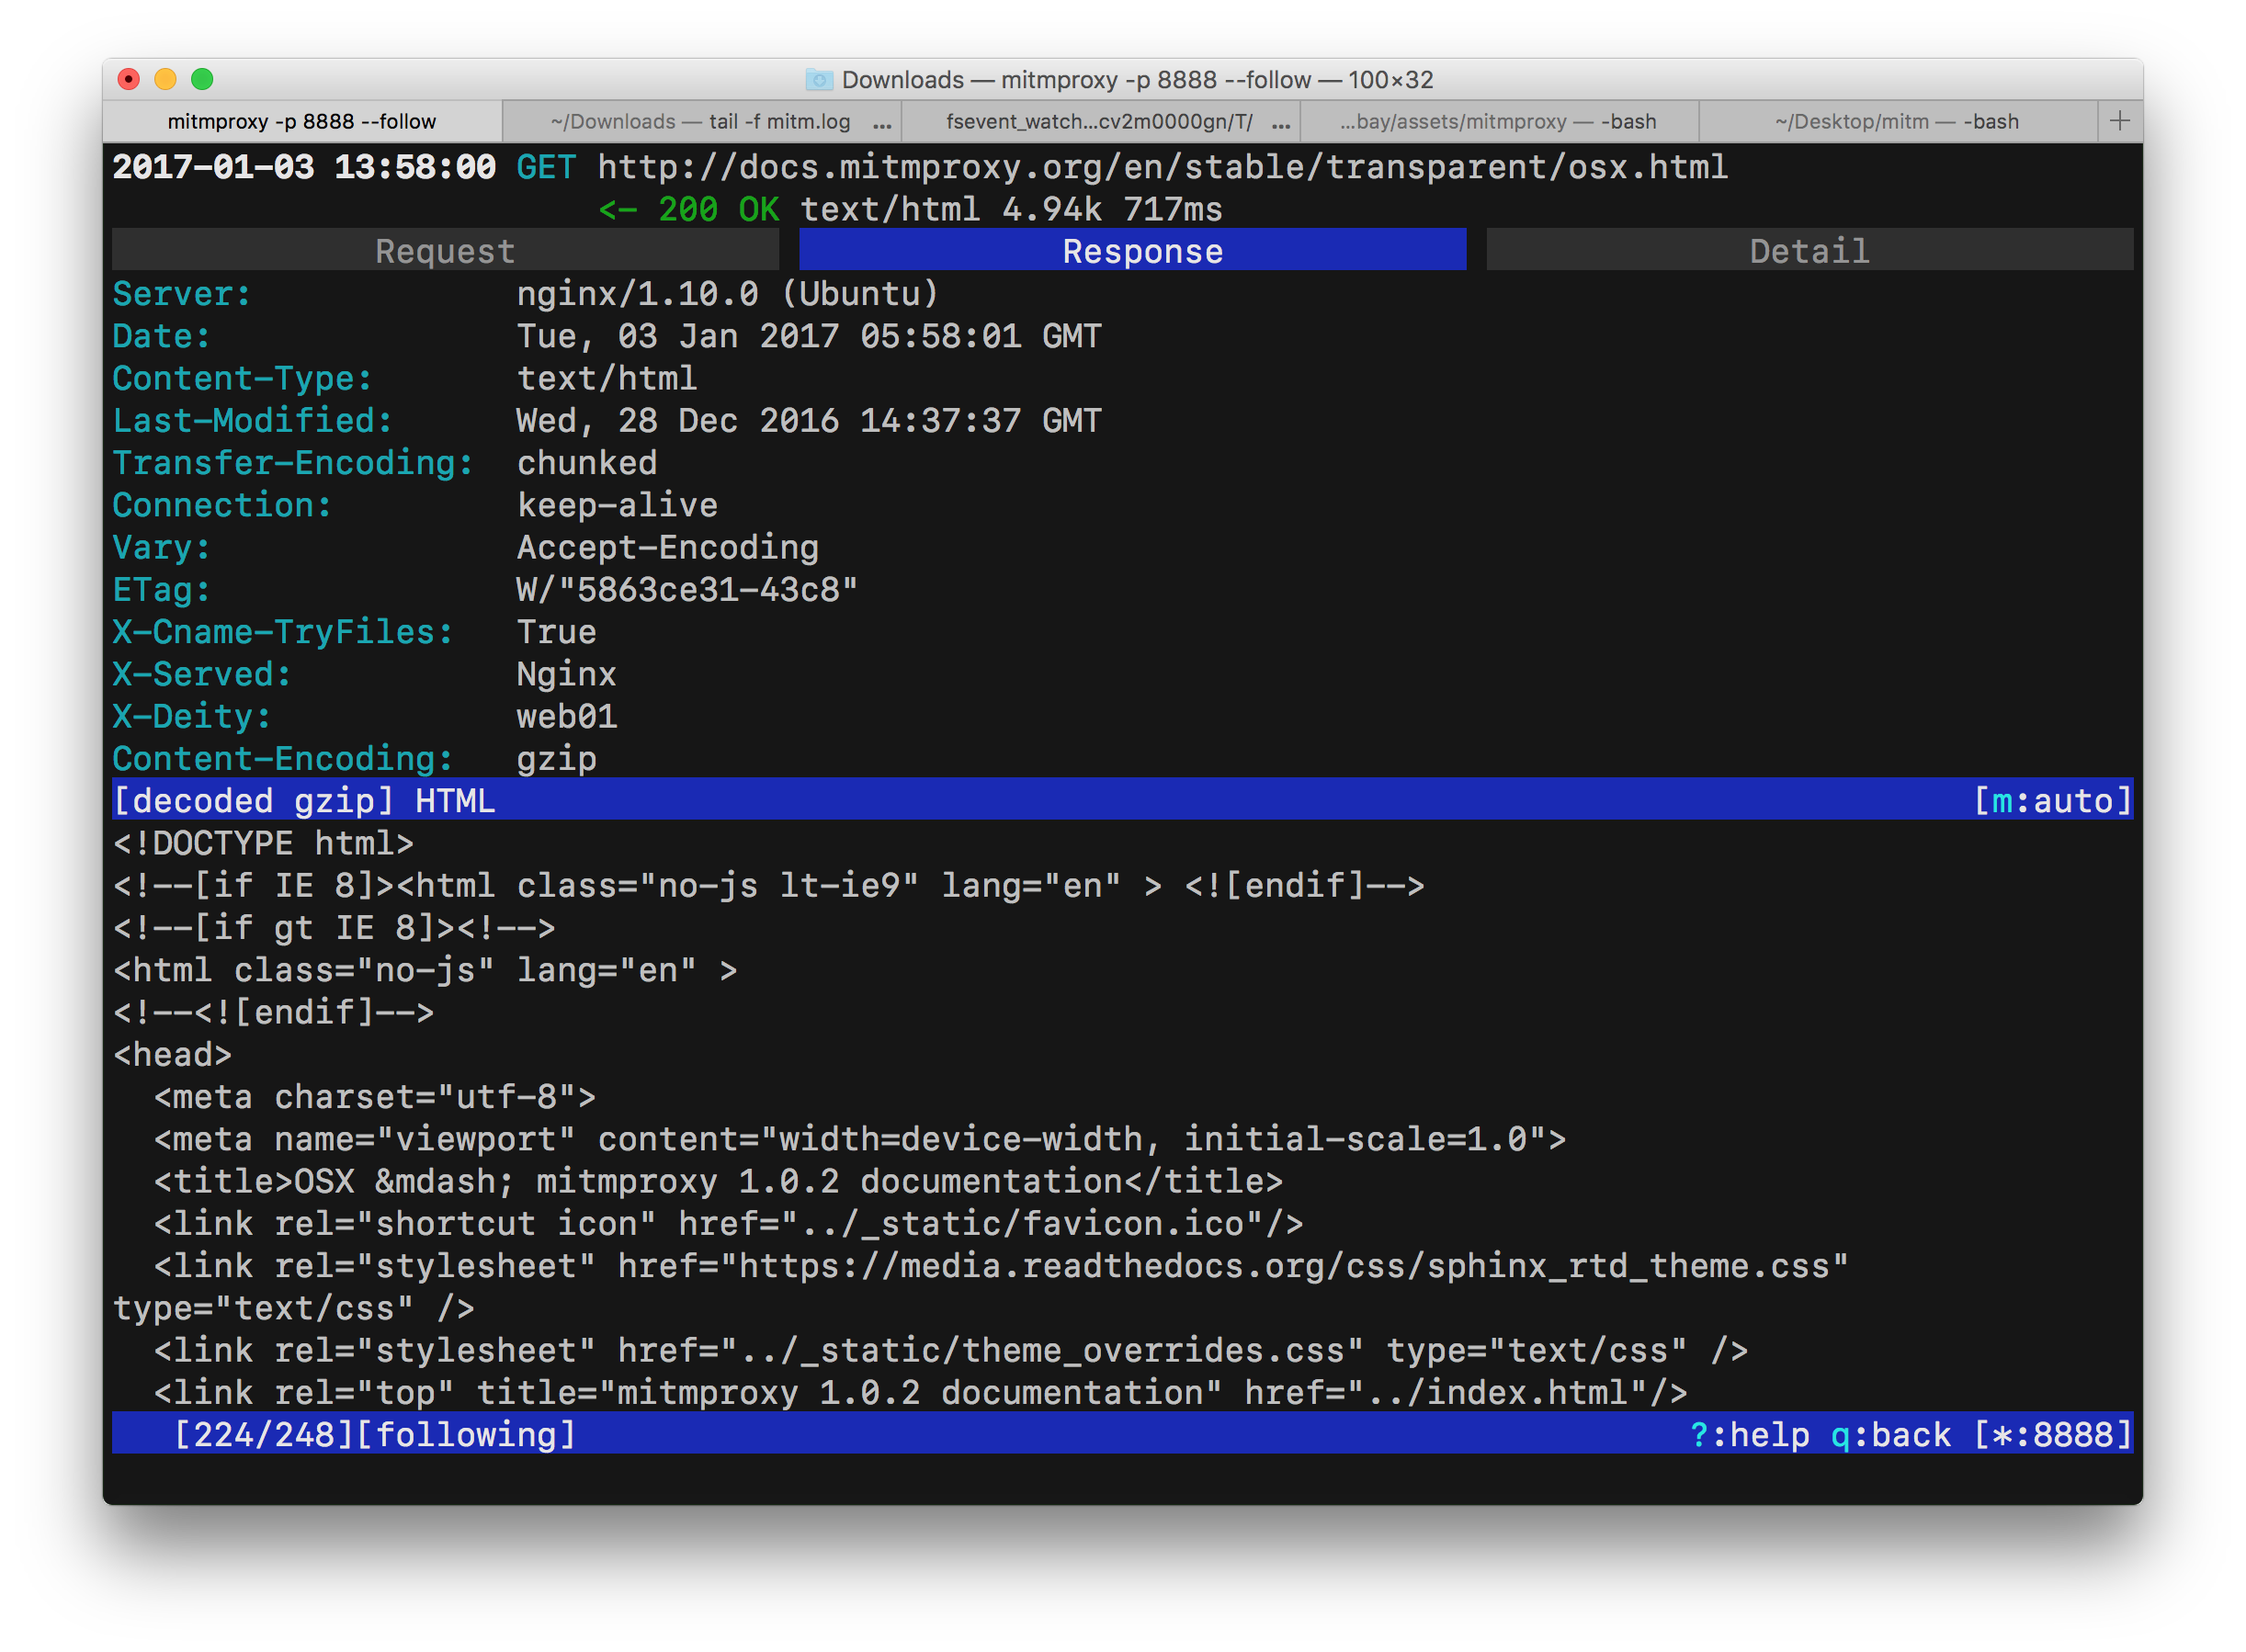 Downloads — mitmproxy -p 8888 --follow — 100×32
mitmproxy -p 8888 --follow ~/Downloads — tail -f mitm.log ... fsevent_watch...cv2m0000gn/T/ ... ...bay/assets/mitmproxy — -bash ~/Desktop/mitm — -bash +
2017-01-03 13:58:00 GET http://docs.mitmproxy.org/en/stable/transparent/osx.html
<- 200 OK text/html 4.94k 717ms
Request Response Detail
Server: nginx/1.10.0 (Ubuntu)
Date: Tue, 03 Jan 2017 05:58:01 GMT
Content-Type: text/html
Last-Modified: Wed, 28 Dec 2016 14:37:37 GMT
Transfer-Encoding: chunked
Connection: keep-alive
Vary: Accept-Encoding
ETag: W/"5863ce31-43c8"
X-Cname-TryFiles: True
X-Served: Nginx
X-Deity: web01
Content-Encoding: gzip
[decoded gzip] HTML [m:auto]
<!DOCTYPE html>
<!--[if IE 8]><html class="no-js lt-ie9" lang="en" > <![endif]-->
<!--[if gt IE 8]><!-->
<html class="no-js" lang="en" >
<!--<![endif]-->
<head>
  <meta charset="utf-8">
  <meta name="viewport" content="width=device-width, initial-scale=1.0">
  <title>OSX &mdash; mitmproxy 1.0.2 documentation</title>
  <link rel="shortcut icon" href="../_static/favicon.ico"/>
  <link rel="stylesheet" href="https://media.readthedocs.org/css/sphinx_rtd_theme.css"
type="text/css" />
  <link rel="stylesheet" href="../_static/theme_overrides.css" type="text/css" />
  <link rel="top" title="mitmproxy 1.0.2 documentation" href="../index.html"/>
[224/248][following] ?:help q:back [*:8888]